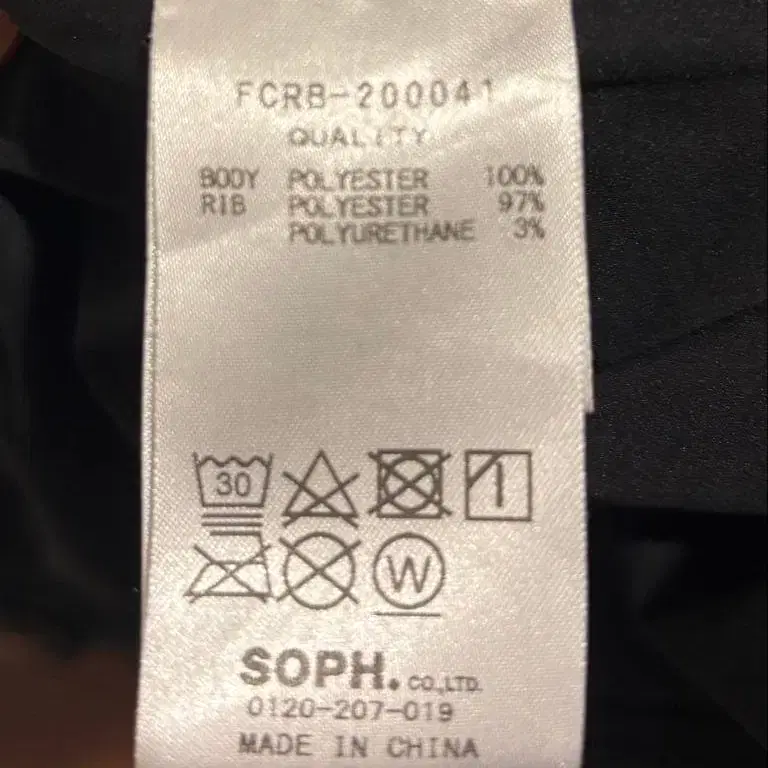 FCRB-200041
QUALITY
BODY POLYESTER 100%
RIB POLYESTER 97%
POLYURETHANE 3%
30
W
SOPH. CO.,LTD.
0120-207-019
MADE IN CHINA